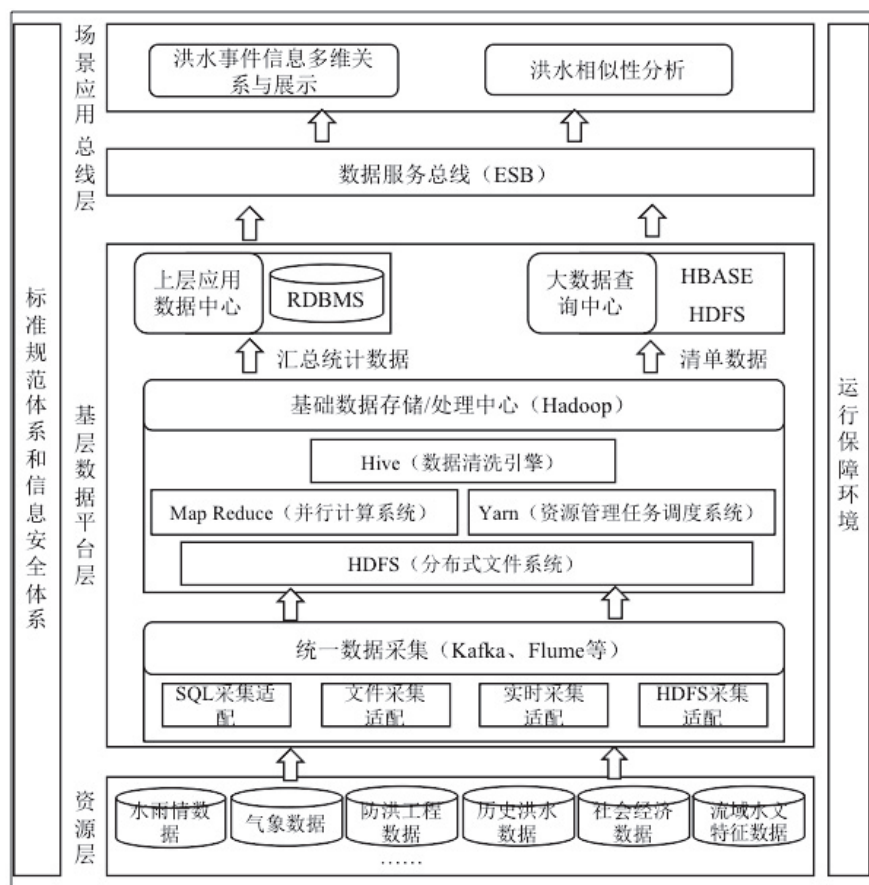 标准规范体系和信息安全体系
场景应用
洪水事件信息多维关
系与展示
洪水相似性分析
总线层
数据服务总线（ESB）
基层数据平台层
上层应用
数据中心
RDBMS
大数据查
询中心
HBASE
HDFS
汇总统计数据
清单数据
基础数据存储/处理中心（Hadoop）
Hive（数据清洗引擎）
Map Reduce（并行计算系统）
Yarn（资源管理任务调度系统）
HDFS（分布式文件系统）
统一数据采集（Kafka、Flume等）
SQL采集适
配
文件采集
适配
实时采集
适配
HDFS采集
适配
资源层
水雨情数
据
气象数据
防洪工程
数据
历史洪水
数据
社会经济
数据
流域水文
特征数据
……
运行保障环境